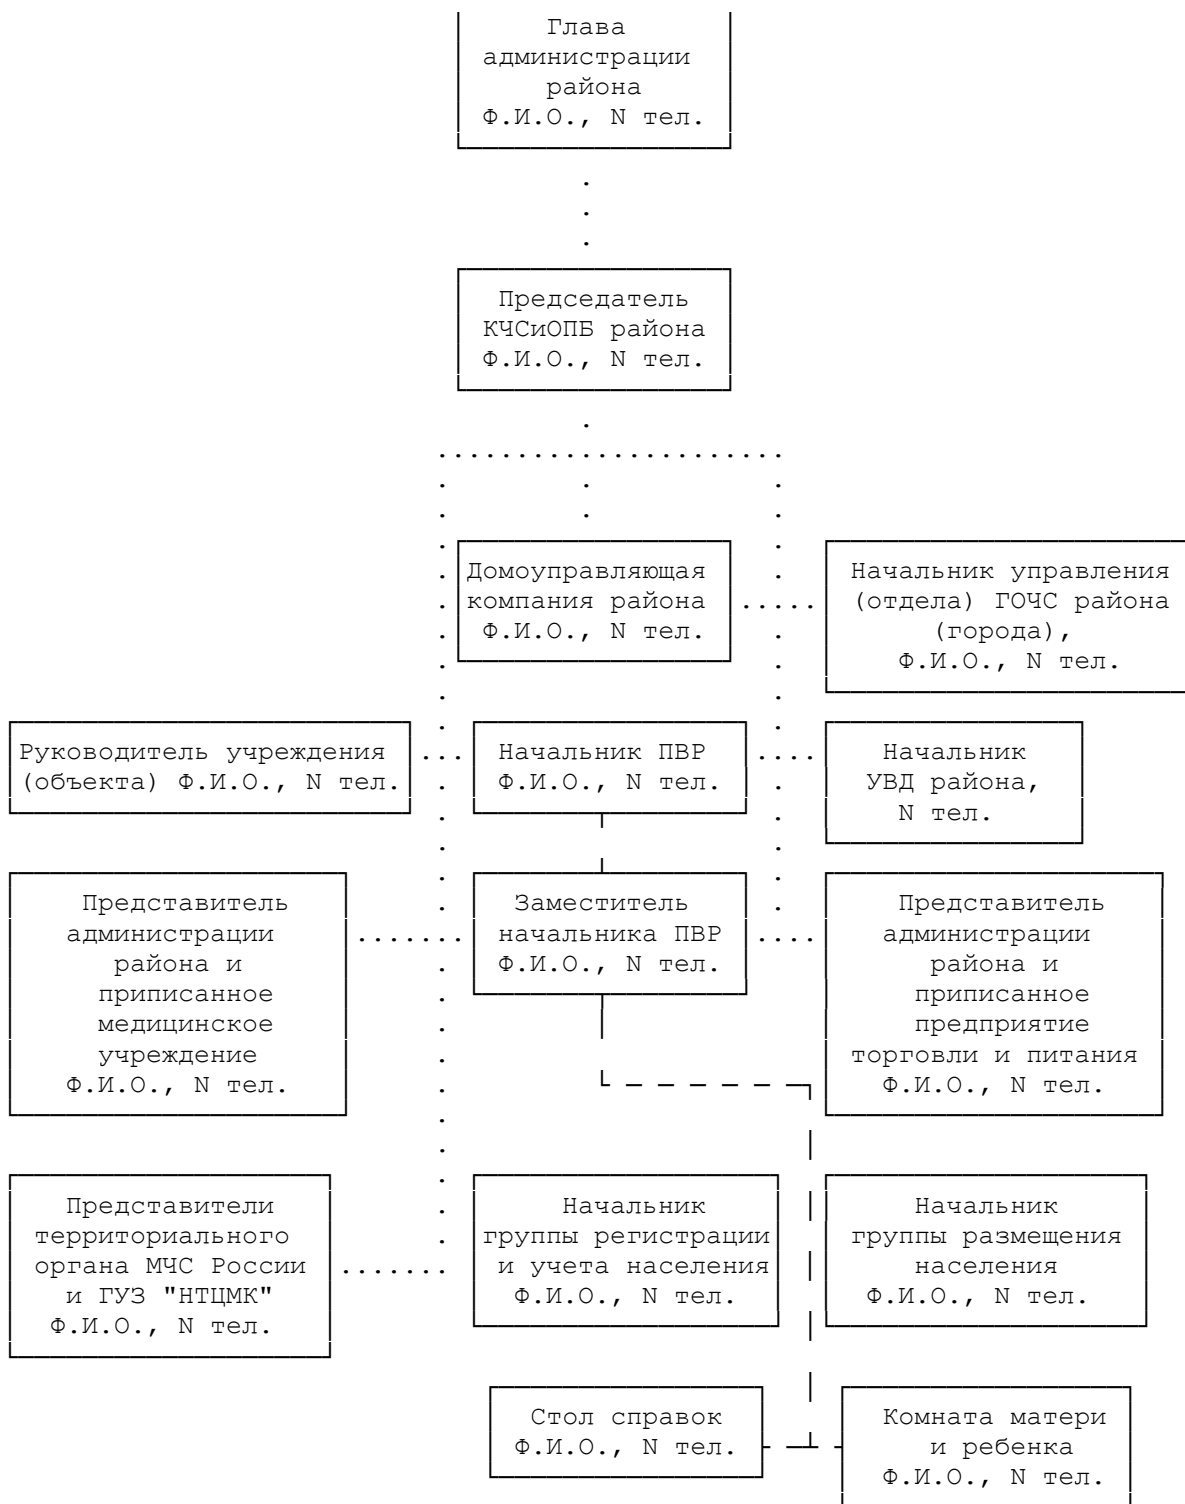 Глава
администрации
района
Ф.И.О., N тел.
Председатель
КЧСиОПБ района
Ф.И.О., N тел.
Домоуправляющая
компания района
Ф.И.О., N тел.
Начальник управления
(отдела) ГОЧС района
(города),
Ф.И.О., N тел.
Руководитель учреждения
(объекта) Ф.И.О., N тел.
Начальник ПВР
Ф.И.О., N тел.
Начальник
УВД района,
N тел.
Представитель
администрации
района и
приписанное
медицинское
учреждение
Ф.И.О., N тел.
Заместитель
начальника ПВР
Ф.И.О., N тел.
Представитель
администрации
района и
приписанное
предприятие
торговли и питания
Ф.И.О., N тел.
Представители
территориального
органа МЧС России
и ГУЗ "НТЦМК"
Ф.И.О., N тел.
Начальник
группы регистрации
и учета населения
Ф.И.О., N тел.
Начальник
группы размещения
населения
Ф.И.О., N тел.
Стол справок
Ф.И.О., N тел.
Комната матери
и ребенка
Ф.И.О., N тел.